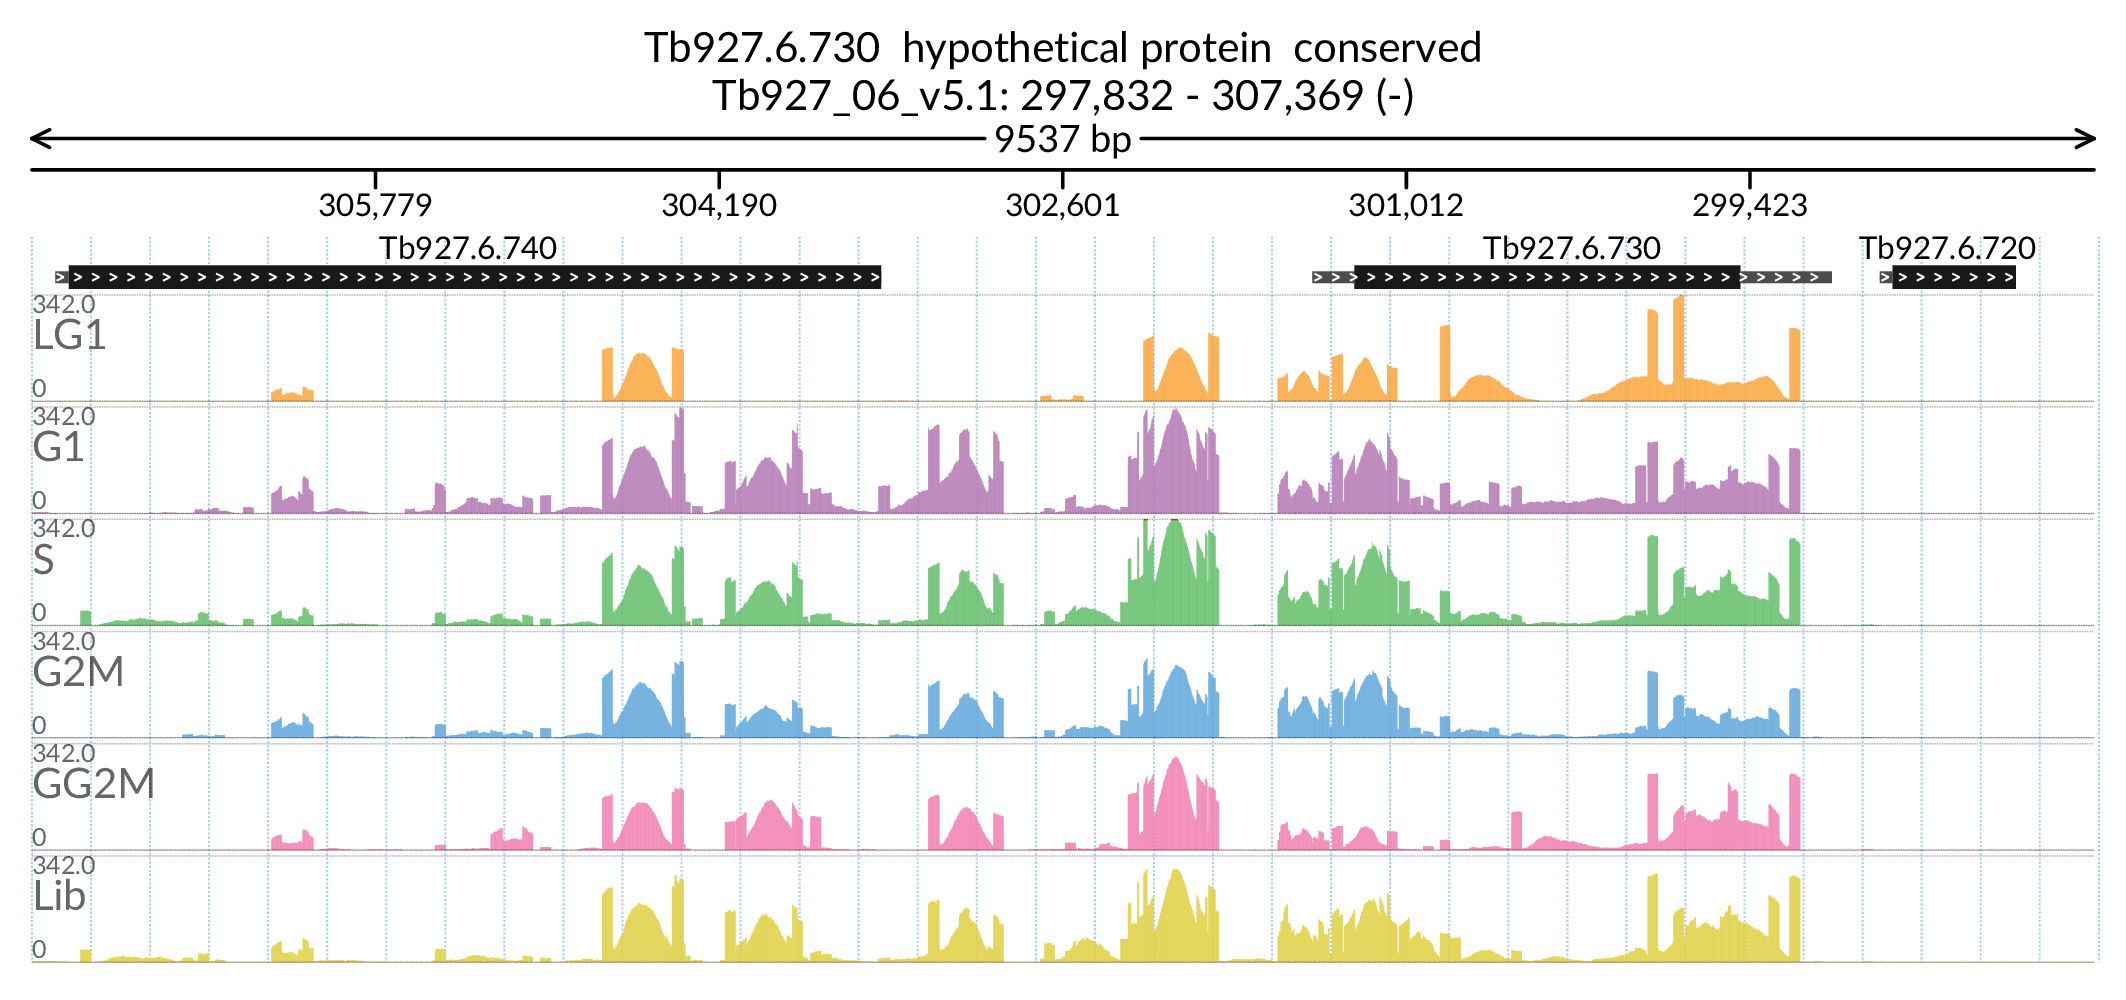 Tb927.6.730  hypothetical protein  conserved
Tb927_06_v5.1: 297,832 - 307,369 (-)
9537 bp
305,779 304,190 302,601 301,012 299,423
Tb927.6.740 Tb927.6.730 Tb927.6.720
342.0
LG1
0
342.0
G1
0
342.0
S
0
342.0
G2M
0
342.0
GG2M
0
342.0
Lib
0